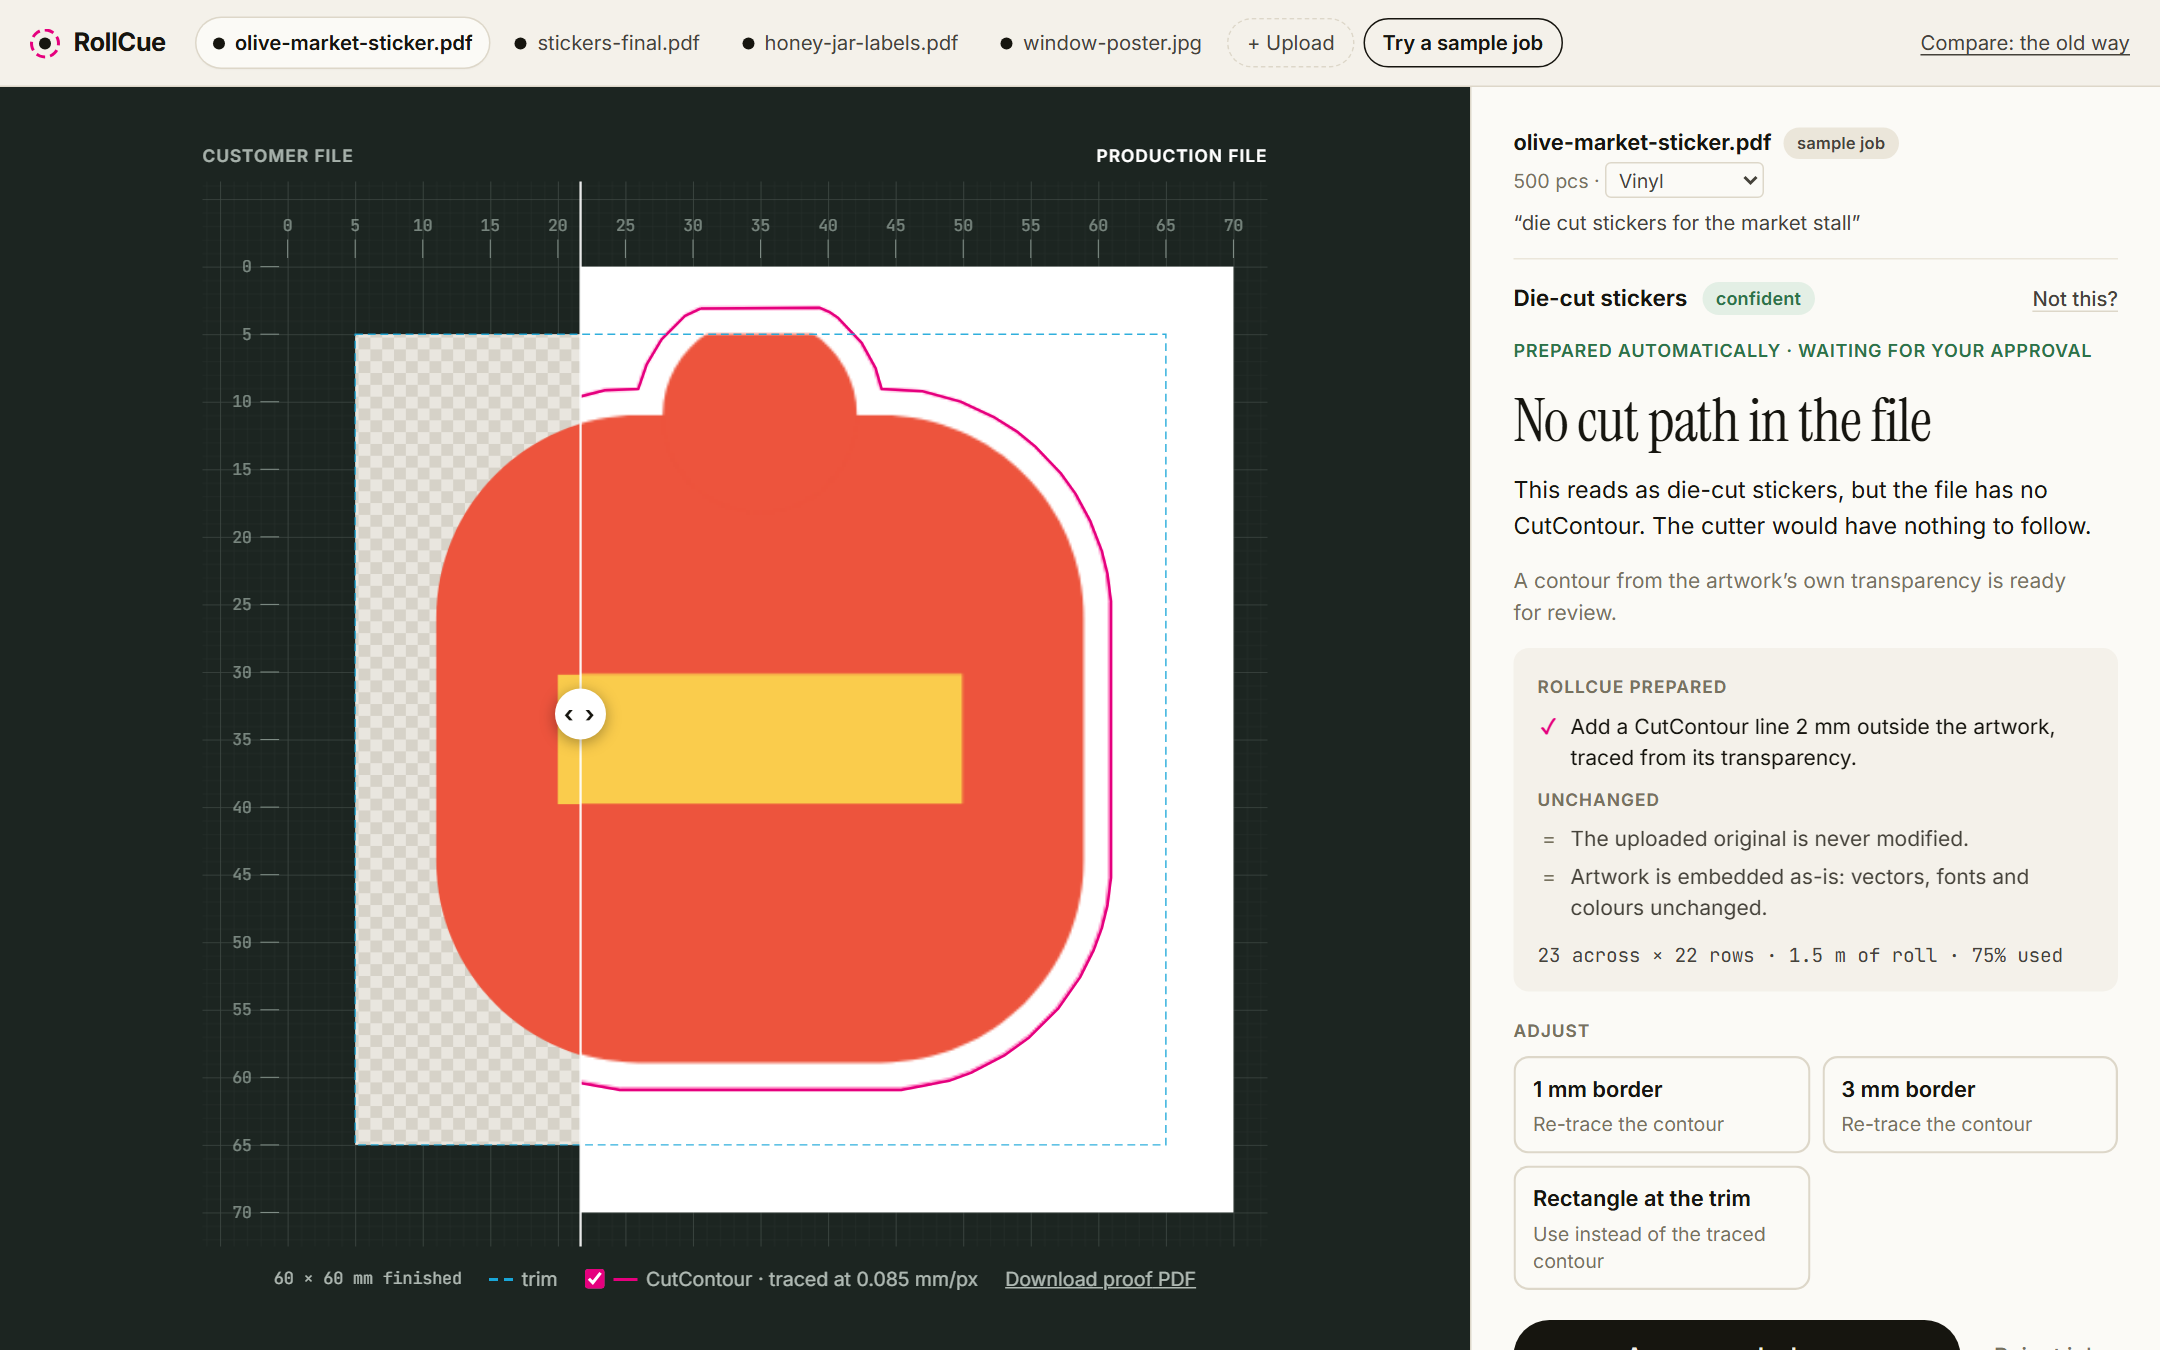 RollCue
olive-market-sticker.pdf
stickers-final.pdf
honey-jar-labels.pdf
window-poster.jpg
+ Upload
Try a sample job
Compare: the old way
CUSTOMER FILE
PRODUCTION FILE
0 5 10 15 20 25 30 35 40 45 50 55 60 65 70
0
5
10
15
20
25
30
35
40
45
50
55
60
65
70
60 × 60 mm finished
trim
CutContour · traced at 0.085 mm/px
Download proof PDF
olive-market-sticker.pdf
sample job
500 pcs ·
Vinyl
“die cut stickers for the market stall”
Die-cut stickers
confident
Not this?
PREPARED AUTOMATICALLY · WAITING FOR YOUR APPROVAL
No cut path in the file
This reads as die-cut stickers, but the file has no
CutContour. The cutter would have nothing to follow.
A contour from the artwork’s own transparency is ready
for review.
ROLLCUE PREPARED
✓ Add a CutContour line 2 mm outside the artwork,
traced from its transparency.
UNCHANGED
= The uploaded original is never modified.
= Artwork is embedded as-is: vectors, fonts and
colours unchanged.
23 across × 22 rows · 1.5 m of roll · 75% used
ADJUST
1 mm border
Re-trace the contour
3 mm border
Re-trace the contour
Rectangle at the trim
Use instead of the traced
contour